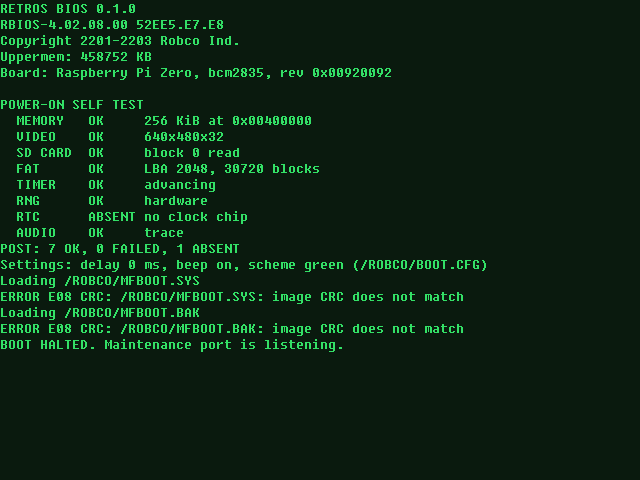 RETROS BIOS 0.1.0
RBIOS-4.02.08.00 52EE5.E7.E8
Copyright 2201-2203 Robco Ind.
Uppermem: 458752 KB
Board: Raspberry Pi Zero, bcm2835, rev 0x00920092
POWER-ON SELF TEST
MEMORY OK 256 KiB at 0x00400000
VIDEO OK 640x480x32
SD CARD OK block 0 read
FAT OK LBA 2048, 30720 blocks
TIMER OK advancing
RNG OK hardware
RTC ABSENT no clock chip
AUDIO OK trace
POST: 7 OK, 0 FAILED, 1 ABSENT
Settings: delay 0 ms, beep on, scheme green (/ROBCO/BOOT.CFG)
Loading /ROBCO/MFBOOT.SYS
ERROR E08 CRC: /ROBCO/MFBOOT.SYS: image CRC does not match
Loading /ROBCO/MFBOOT.BAK
ERROR E08 CRC: /ROBCO/MFBOOT.BAK: image CRC does not match
BOOT HALTED. Maintenance port is listening.